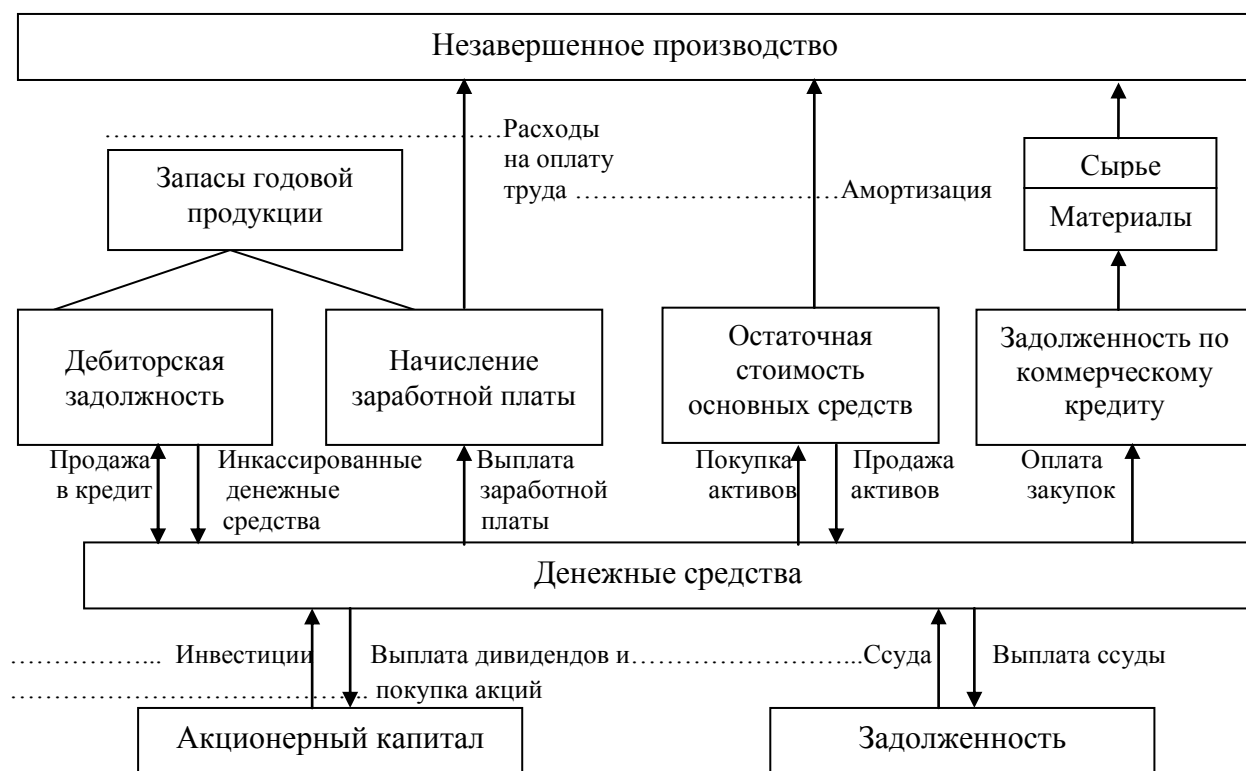 Незавершенное производство
……………………………………………Расходы
на оплату
труда …………………………Амортизация
Запасы годовой
продукции
Сырье
Материалы
Дебиторская
задолжность
Начисление
заработной платы
Остаточная
стоимость
основных средств
Задолженность по
коммерческому
кредиту
Продажа
в кредит
Инкассированные
денежные
средства
Выплата
заработной
платы
Покупка
активов
Продажа
активов
Оплата
закупок
Денежные средства
……………….. Инвестиции
Выплата дивидендов и………………………..Ссуда
Выплата ссуды
……………………………………….. покупка акций
Акционерный капитал
Задолженность